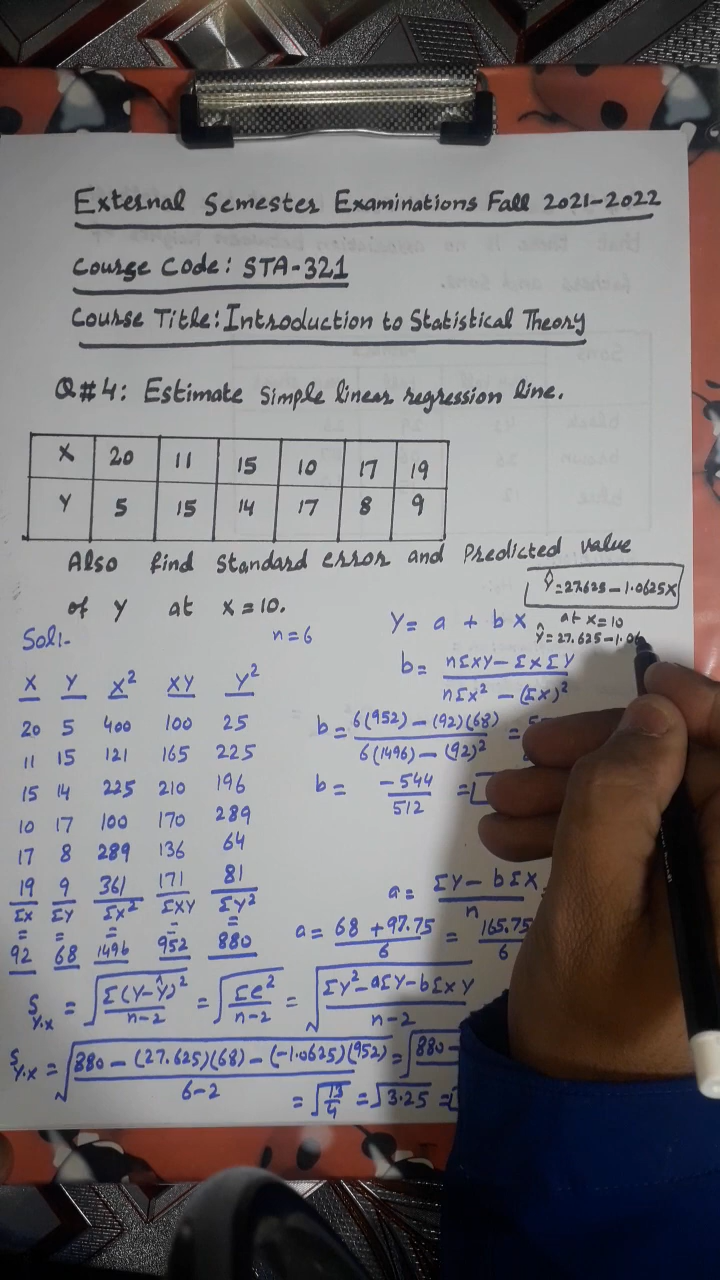 External Semester Examinations Fall 2021-2022
Course Code: STA-321
Course Title: Introduction to Statistical Theory
Q#4: Estimate simple linear regression line.
X 20 11 15 10 17 19
Y 5 15 14 17 8 9
Also find standard error and Predicted value
of Y at X=10.
Ŷ=27.625-1.0625X
at x=10
Ŷ=27.625-1.06
Sol:-
n=6
Y= a + bX
b= nΣXY-ΣXΣY / nΣX²-(ΣX)²
X Y X² XY Y²
20 5 400 100 25
11 15 121 165 225
15 14 225 210 196
10 17 100 170 289
17 8 289 136 64
19 9 361 171 81
ΣX ΣY ΣX² ΣXY ΣY²
= = = = =
92 68 1496 952 880
b= 6(952)-(92)(68) / 6(1496)-(92)² =
b= -544/512 =
a= ΣY-bΣX / n
a= 68+97.75 / 6 = 165.75 / 6
S Y.X = √Σ(Y-Ŷ)² / n-2 = √Σe² / n-2 = √ΣY²-aΣY-bΣXY / n-2
S Y.X = √880-(27.625)(68)-(-1.0625)(952) / 6-2 = √880-
= √13/4 = √3.25 =